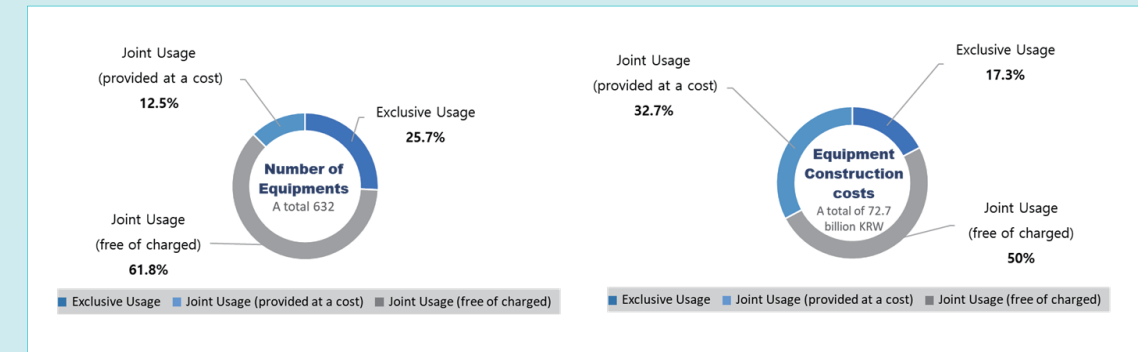 Joint Usage
(provided at a cost)
12.5%
Exclusive Usage
25.7%
Number of
Equipments
A total 632
Joint Usage
(free of charged)
61.8%
Exclusive Usage Joint Usage (provided at a cost) Joint Usage (free of charged)
Joint Usage
(provided at a cost)
32.7%
Exclusive Usage
17.3%
Equipment
Construction
costs
A total of 72.7
billion KRW
Joint Usage
(free of charged)
50%
Exclusive Usage Joint Usage (provided at a cost) Joint Usage (free of charged)